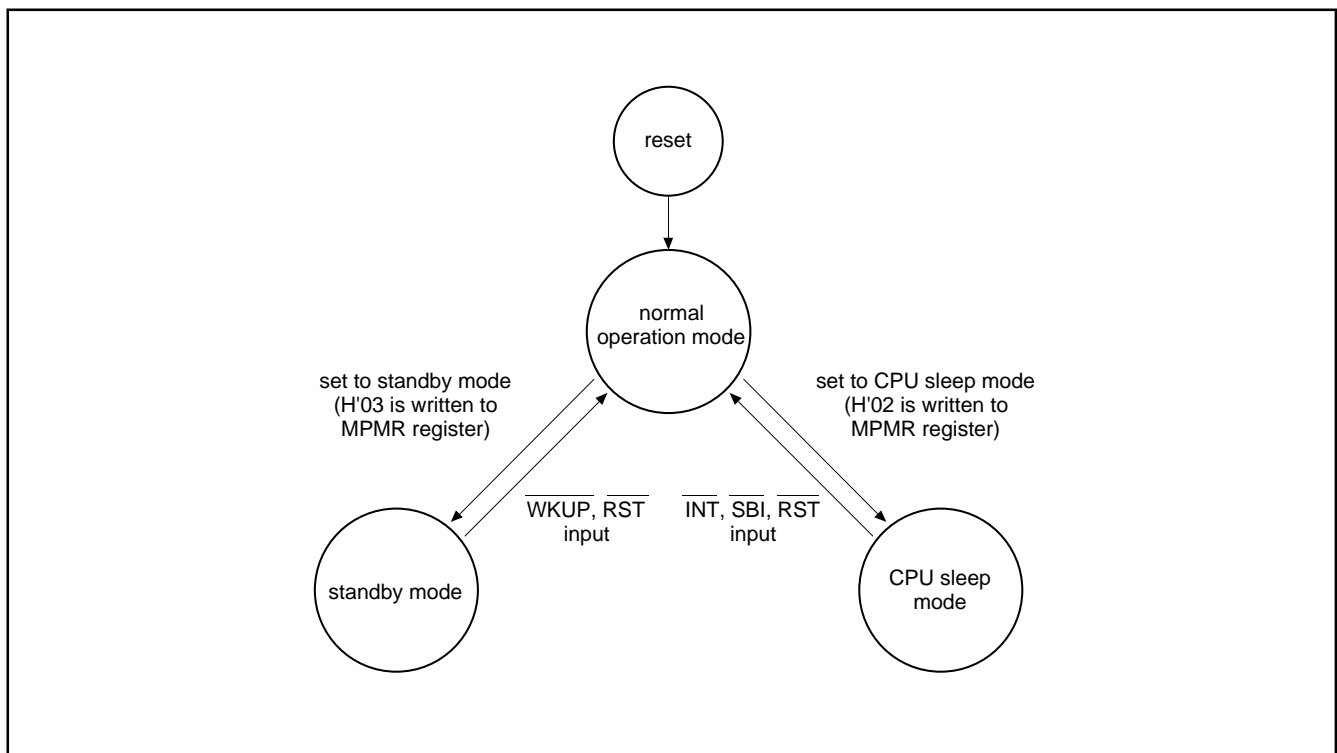 reset
normal
operation mode
set to standby mode
(H'03 is written to
MPMR register)
set to CPU sleep mode
(H'02 is written to
MPMR register)
WKUP, RST
input
INT, SBI, RST
input
standby mode
CPU sleep
mode